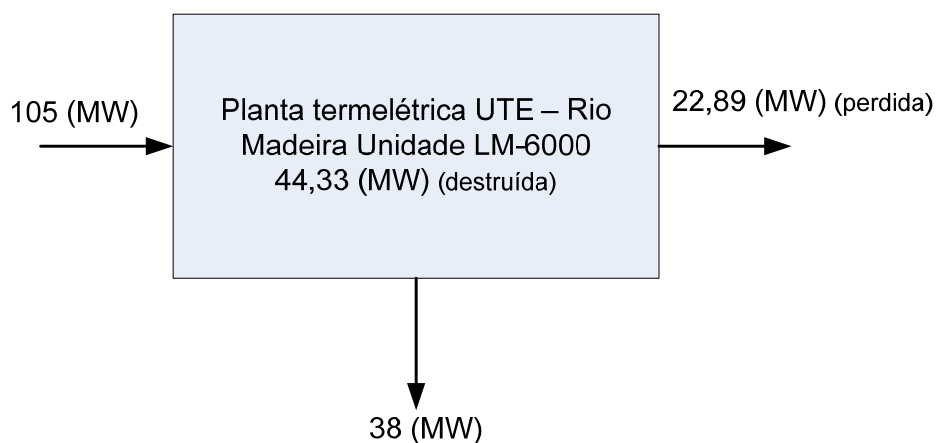 105 (MW)
Planta termelétrica UTE – Rio
Madeira Unidade LM-6000
44,33 (MW) (destruída)
22,89 (MW) (perdida)
38 (MW)